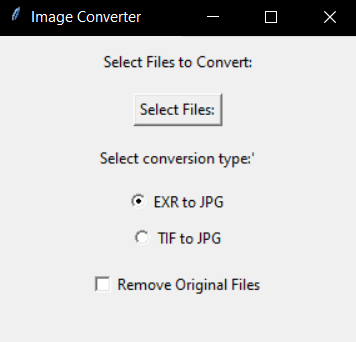 Image Converter
Select Files to Convert:
Select Files:
Select conversion type:'
EXR to JPG
TIF to JPG
Remove Original Files